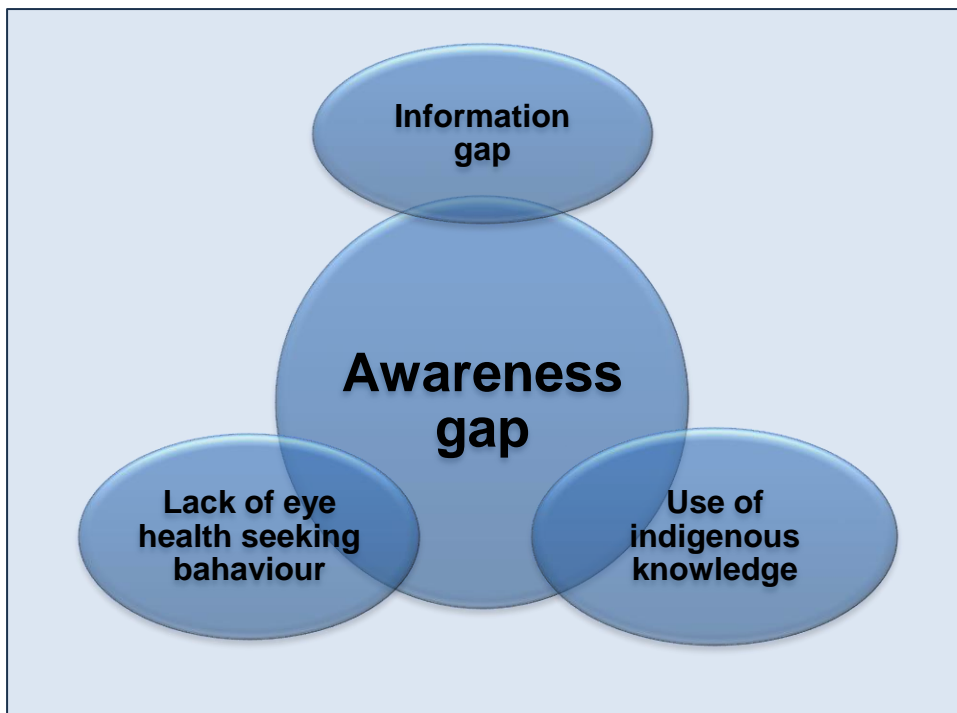 Information
gap
Awareness
gap
Lack of eye
health seeking
bahaviour
Use of
indigenous
knowledge